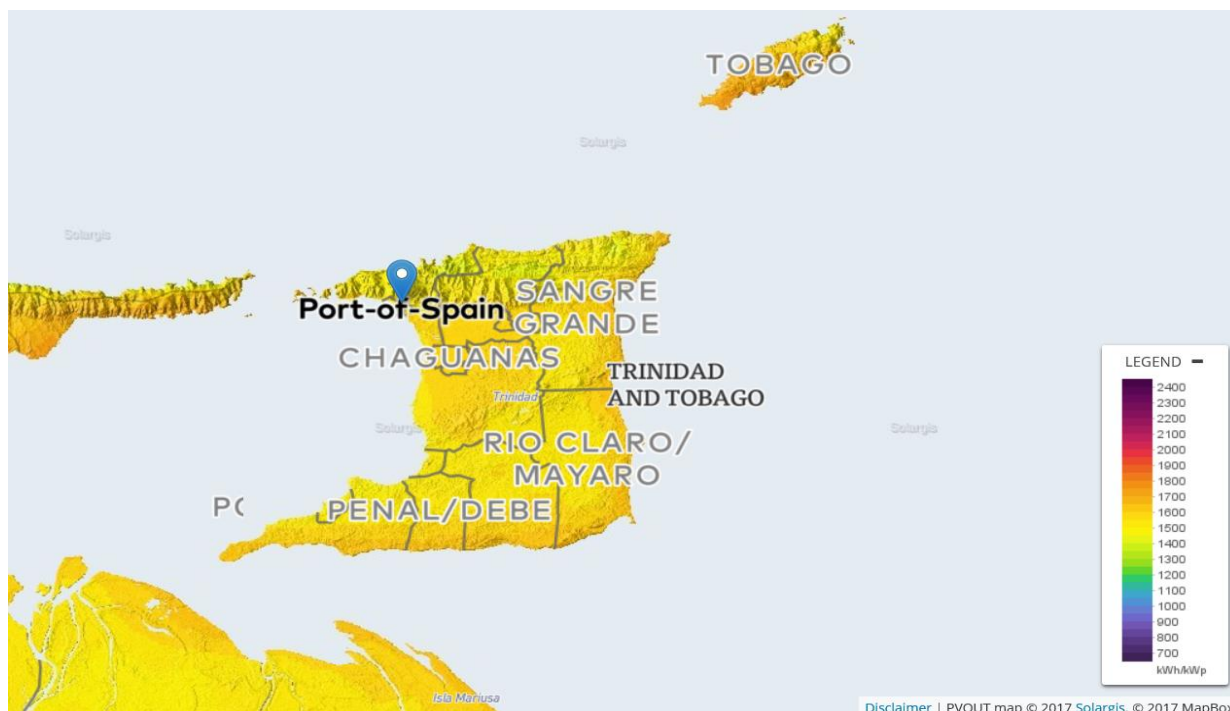 TOBAGO
Solargis
Solargis
Port-of-Spain
SANGRE
GRANDE
CHAGUANAS
TRINIDAD
AND TOBAGO
Trinidad
Solargis
Solargis
RIO CLARO/
MAYARO
PENAL/DEBE
Isla Mariusa
LEGEND
2400
2300
2200
2100
2000
1900
1800
1700
1600
1500
1400
1300
1200
1100
1000
900
800
700
kWh/kWp
Disclaimer | PVOUT map © 2017 Solargis, © 2017 MapBo